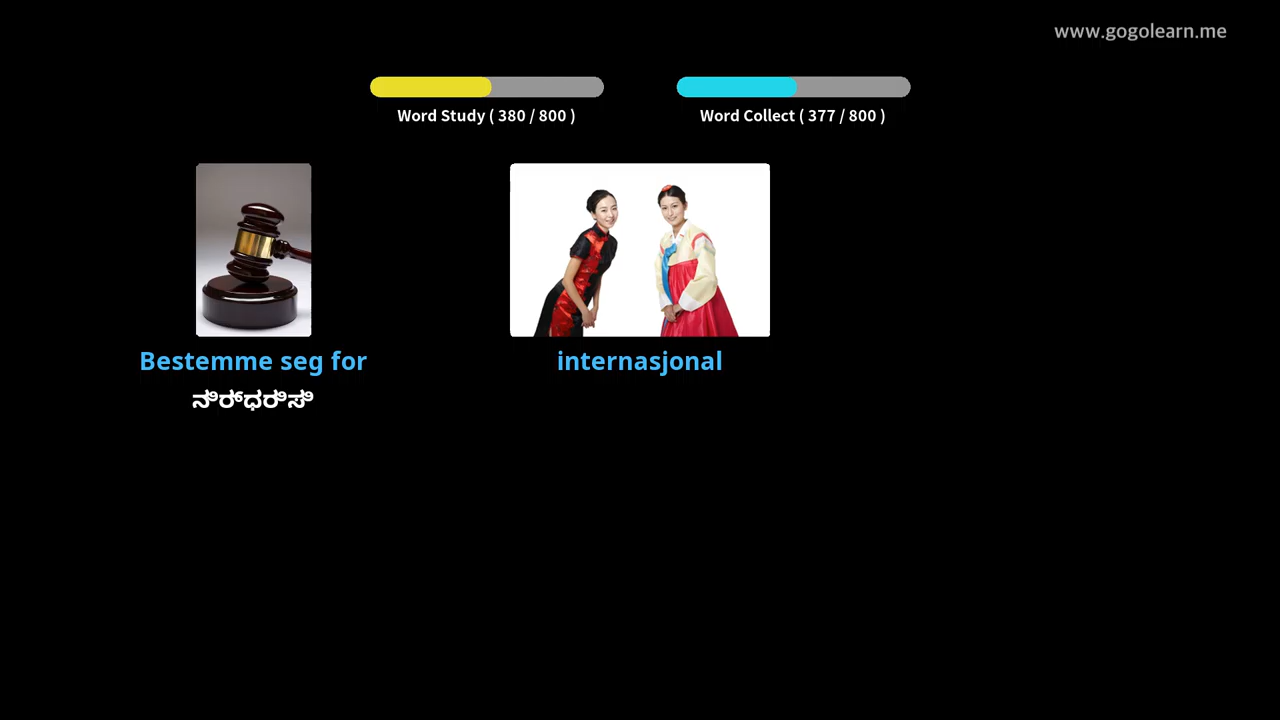 www.gogolearn.me
Word Study ( 380 / 800 )
Word Collect ( 377 / 800 )
Bestemme seg for
internasjonal
ನಿರ್ಧರಿಸಿ